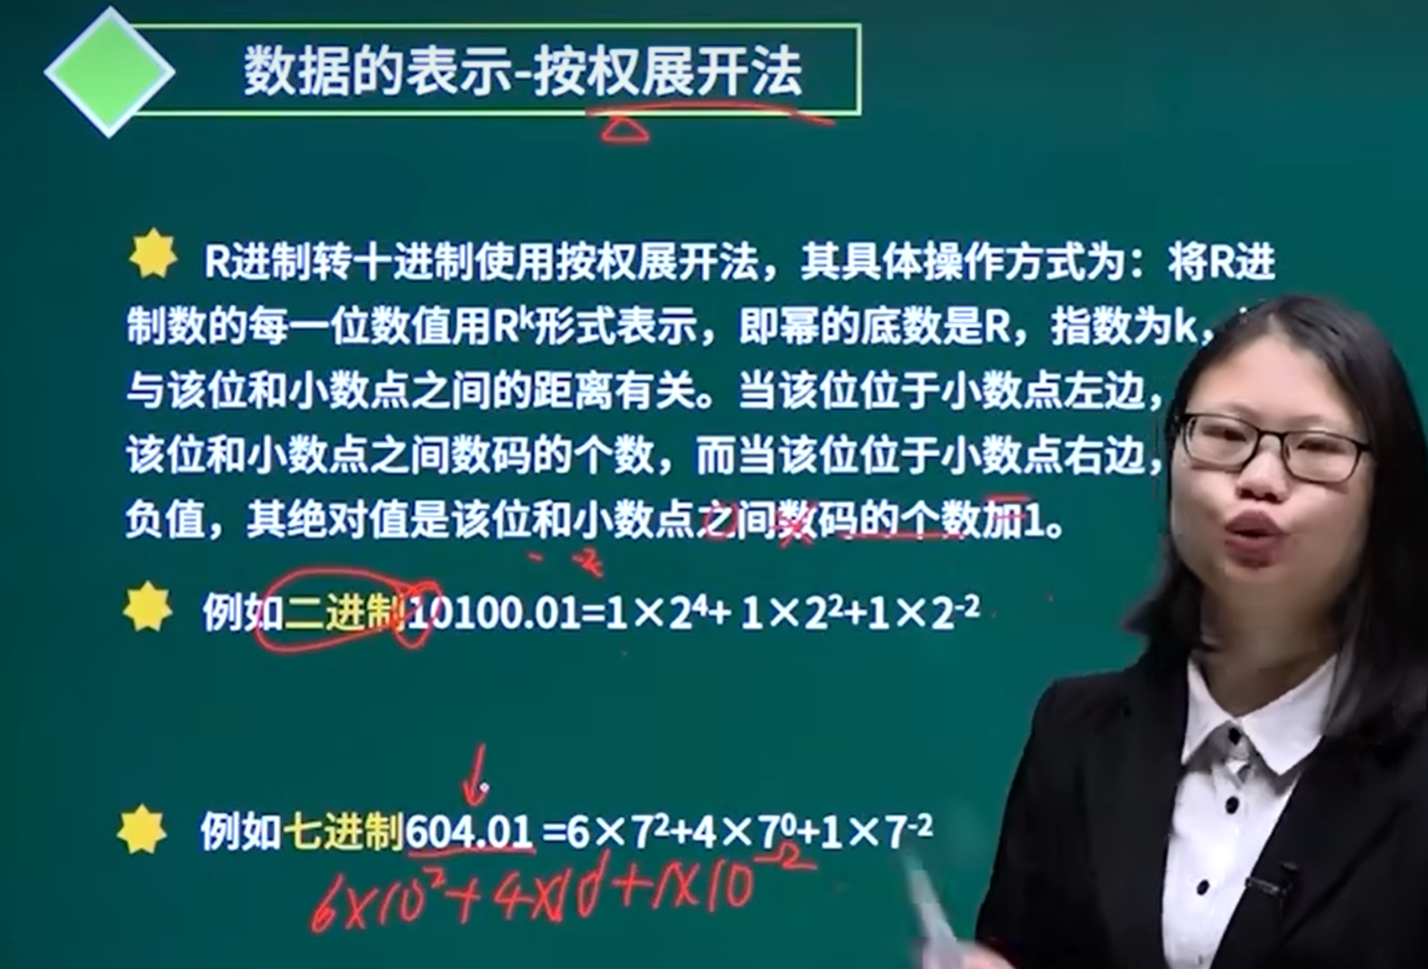 数据的表示-按权展开法
R进制转十进制使用按权展开法，其具体操作方式为：将R进
制数的每一位数值用Rᵏ形式表示，即幂的底数是R，指数为k，
与该位和小数点之间的距离有关。当该位位于小数点左边，
该位和小数点之间数码的个数，而当该位位于小数点右边，
负值，其绝对值是该位和小数点之间数码的个数加1。
-2
例如二进制10100.01=1×2⁴+ 1×2²+1×2⁻²
例如七进制604.01 =6×7²+4×7⁰+1×7⁻²
6×10²+4×10⁰+1×10⁻²